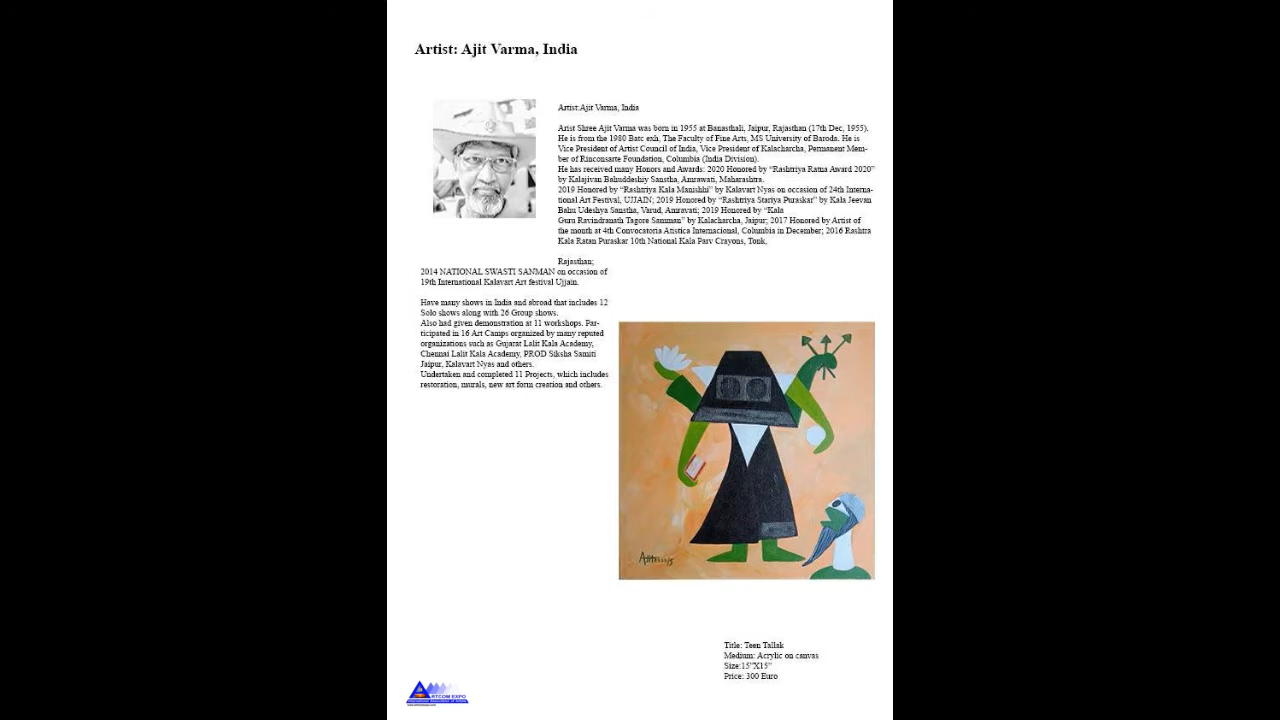 Artist: Ajit Varma, India
Artist:Ajit Varma, India
Arist Shree Ajit Varma was born in 1955 at Banasthali, Jaipur, Rajasthan (17th Dec, 1955).
He is from the 1980 Batc exh, The Faculty of Fine Arts, MS University of Baroda. He is
Vice President of Artist Council of India, Vice President of Kalacharcha, Permanent Mem-
ber of Rinconsarte Foundation, Columbia (India Division).
He has received many Honors and Awards: 2020 Honored by "Rashtriya Ratna Award 2020"
by Kalajivan Bahuddeshiy Sanstha, Amrawati, Maharashtra.
2019 Honored by "Rashtriya Kala Manishhi" by Kalavart Nyas on occasion of 24th Interna-
tional Art Festival, UJJAIN; 2019 Honored by "Rashtriya Stariya Puraskar" by Kala Jeevan
Bahu Udeshya Sanstha, Varud, Amravati; 2019 Honored by "Kala
Guru Ravindranath Tagore Samman" by Kalacharcha, Jaipur; 2017 Honored by Artist of
the month at 4th Convocatoria Atistica Internacional, Columbia in December; 2016 Rashtra
Kala Ratan Puraskar 10th National Kala Parv Crayons, Tonk,
Rajasthan;
2014 NATIONAL SWASTI SANMAN on occasion of
19th International Kalavart Art festival Ujjain.
Have many shows in India and abroad that includes 12
Solo shows along with 26 Group shows.
Also had given demonstration at 11 workshops. Par-
ticipated in 16 Art Camps organized by many reputed
organizations such as Gujarat Lalit Kala Academy,
Chennai Lalit Kala Academy, PROD Siksha Samiti
Jaipur, Kalavart Nyas and others.
Undertaken and completed 11 Projects, which includes
restoration, murals, new art form creation and others.
Title: Teen Tallak
Medium: Acrylic on canvas
Size:15"X15"
Price: 300 Euro
ARTCOM EXPO